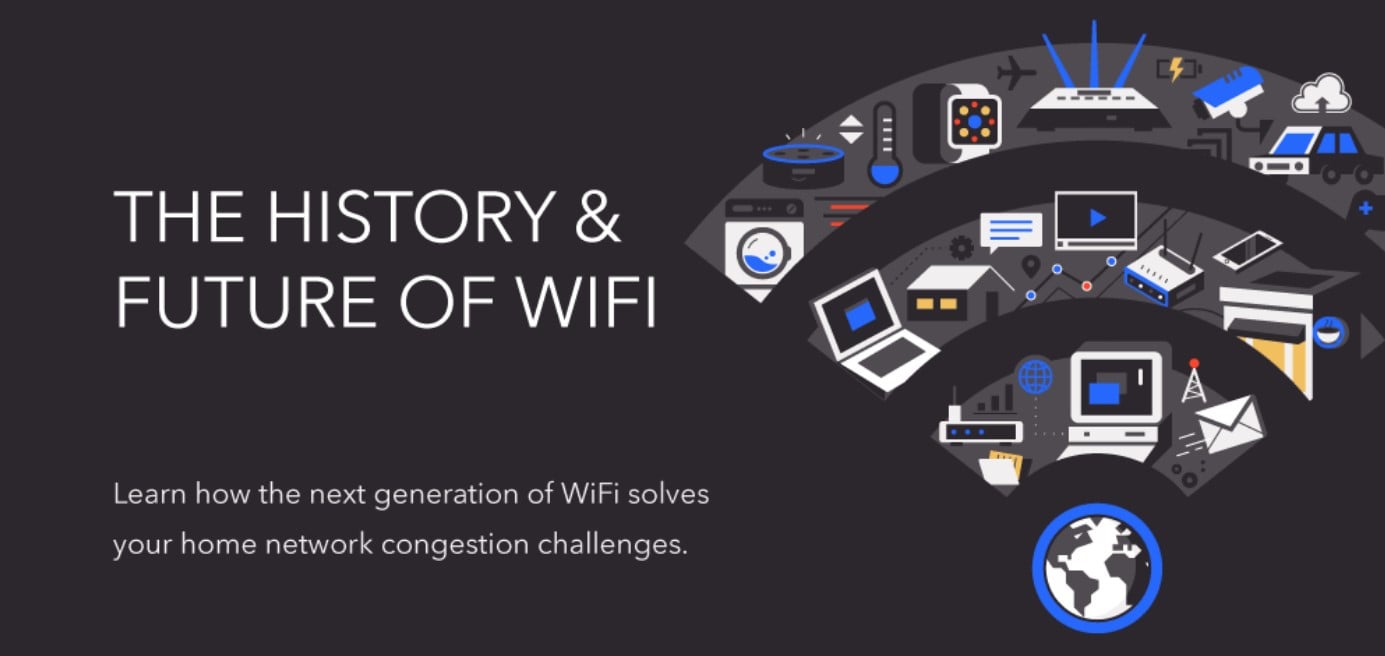 THE HISTORY &
FUTURE OF WIFI
Learn how the next generation of WiFi solves
your home network congestion challenges.